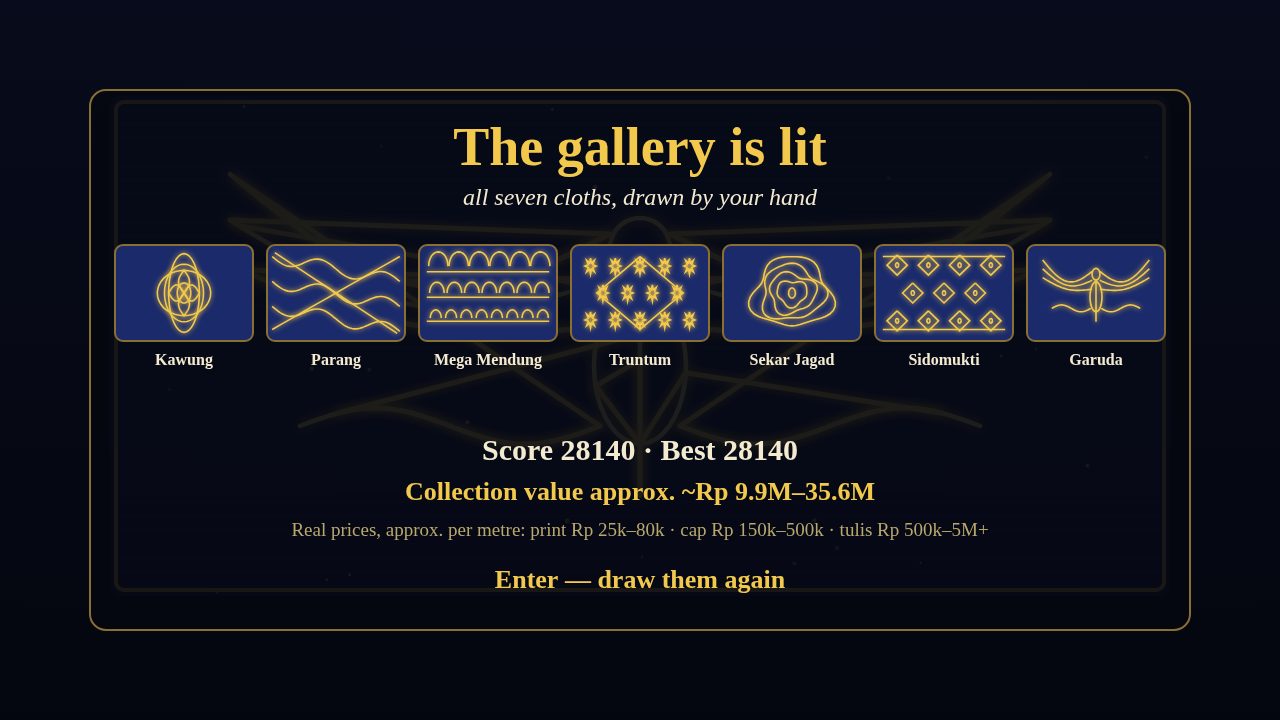 The gallery is lit
all seven cloths, drawn by your hand
Kawung Parang Mega Mendung Truntum Sekar Jagad Sidomukti Garuda
Score 28140 · Best 28140
Collection value approx. ~Rp 9.9M–35.6M
Real prices, approx. per metre: print Rp 25k–80k · cap Rp 150k–500k · tulis Rp 500k–5M+
Enter — draw them again